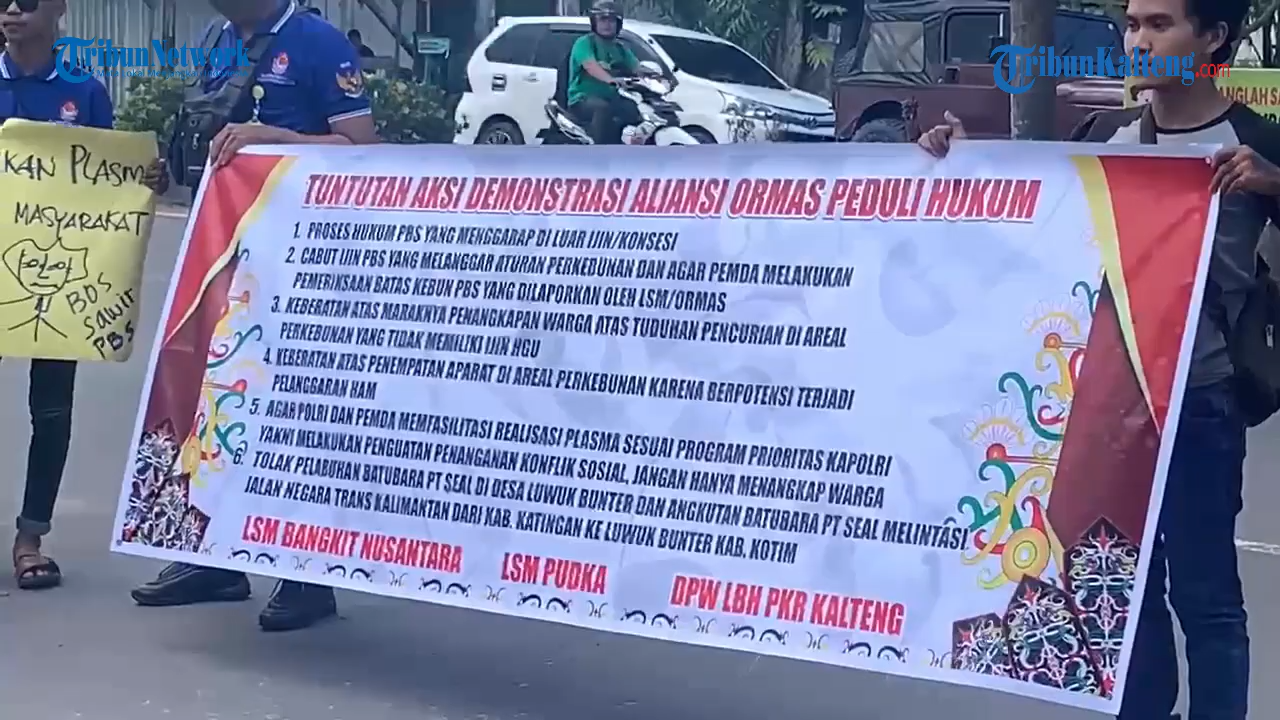 TribunNetwork
TribunKalteng.com
KAN PLASM
MASYARAKAT
BOS
SAWIT
PBS
TUNTUTAN AKSI DEMONSTRASI ALIANSI ORMAS PEDULI HUKUM
1. PROSES HUKUM PBS YANG MENGGARAP DI LUAR IJIN/KONSESI
2. CABUT IJIN PBS YANG MELANGGAR ATURAN PERKEBUNAN DAN AGAR PEMDA MELAKUKAN
PEMERIKSAAN BATAS KEBUN PBS YANG DILAPORKAN OLEH LSM/ORMAS
3. KEBERATAN ATAS MARAKNYA PENANGKAPAN WARGA ATAS TUDUHAN PENCURIAN DI AREAL
PERKEBUNAN YANG TIDAK MEMILIKI IJIN HGU
4. KEBERATAN ATAS PENEMPATAN APARAT DI AREAL PERKEBUNAN KARENA BERPOTENSI TERJADI
PELANGGARAN HAM
5. AGAR POLRI DAN PEMDA MEMFASILITASI REALISASI PLASMA SESUAI PROGRAM PRIORITAS KAPOLRI
YAKNI MELAKUKAN PENGUATAN PENANGANAN KONFLIK SOSIAL, JANGAN HANYA MENANGKAP WARGA
6. TOLAK PELABUHAN BATUBARA PT SEAL DI DESA LUWUK BUNTER DAN ANGKUTAN BATUBARA PT SEAL MELINTASI
JALAN NEGARA TRANS KALIMANTAN DARI KAB. KATINGAN KE LUWUK BUNTER KAB. KOTIM
LSM BANGKIT NUSANTARA LSM PUDKA DPW LBH PKR KALTENG